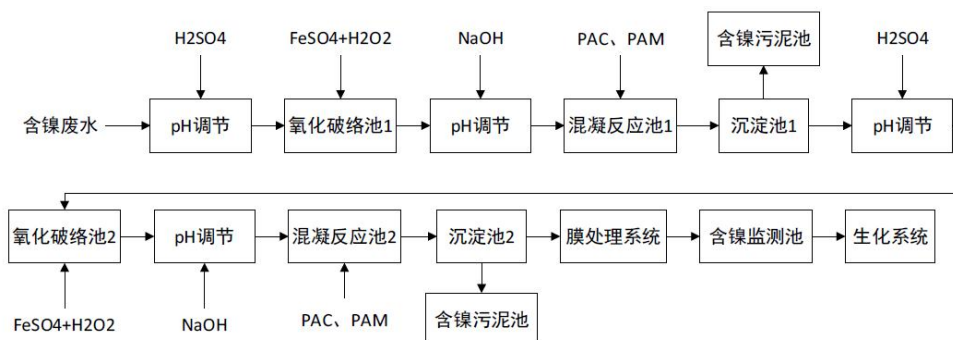 H2SO4
FeSO4+H2O2
NaOH
PAC、PAM
含镍污泥池
H2SO4
含镍废水
pH调节
氧化破络池1
pH调节
混凝反应池1
沉淀池1
pH调节
氧化破络池2
pH调节
混凝反应池2
沉淀池2
膜处理系统
含镍监测池
生化系统
FeSO4+H2O2
NaOH
PAC、PAM
含镍污泥池